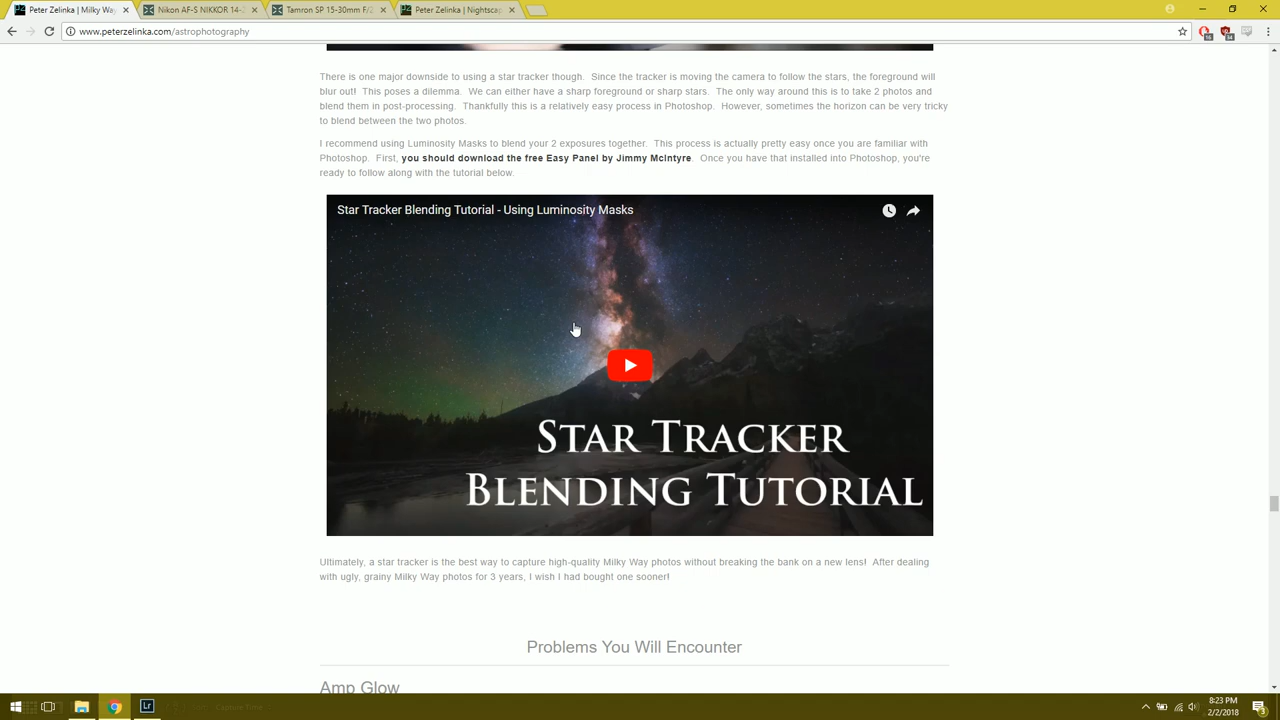 Peter Zelinka | Milky Wa
Nikon AF-S NIKKOR 14-2
Tamron SP 15-30mm F/2
Peter Zelinka | Nightscap
www.peterzelinka.com/astrophotography
There is one major downside to using a star tracker though. Since the tracker is moving the camera to follow the stars, the foreground will
blur out! This poses a dilemma. We can either have a sharp foreground or sharp stars. The only way around this is to take 2 photos and
blend them in post-processing. Thankfully this is a relatively easy process in Photoshop. However, sometimes the horizon can be very tricky
to blend between the two photos.
I recommend using Luminosity Masks to blend your 2 exposures together. This process is actually pretty easy once you are familiar with
Photoshop. First, you should download the free Easy Panel by Jimmy McIntyre. Once you have that installed into Photoshop, you're
ready to follow along with the tutorial below.
Star Tracker Blending Tutorial - Using Luminosity Masks
STAR TRACKER
BLENDING TUTORIAL
Ultimately, a star tracker is the best way to capture high-quality Milky Way photos without breaking the bank on a new lens! After dealing
with ugly, grainy Milky Way photos for 3 years, I wish I had bought one sooner!
Problems You Will Encounter
Amp Glow
Lr
Capture Time
8:23 PM
2/2/2018